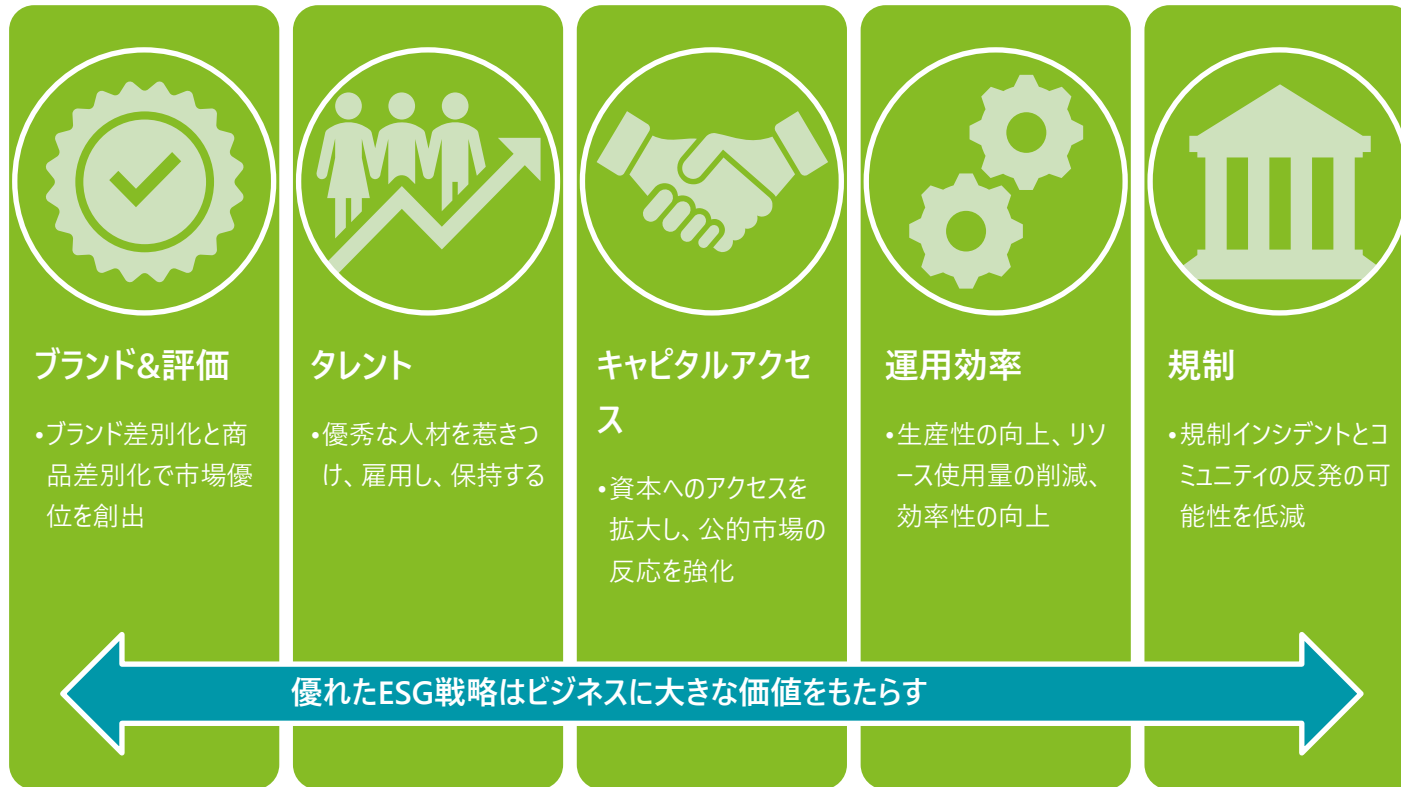 ブランド&評価
•ブランド差別化と商
品差別化で市場優
位を創出
タレント
•優秀な人材を惹きつ
け、雇用し、保持する
キャピタルアクセ
ス
•資本へのアクセスを
拡大し、公的市場の
反応を強化
運用効率
•生産性の向上、リソ
ース使用量の削減、
効率性の向上
規制
•規制インシデントとコ
ミュニティの反発の可
能性を低減
優れたESG戦略はビジネスに大きな価値をもたらす